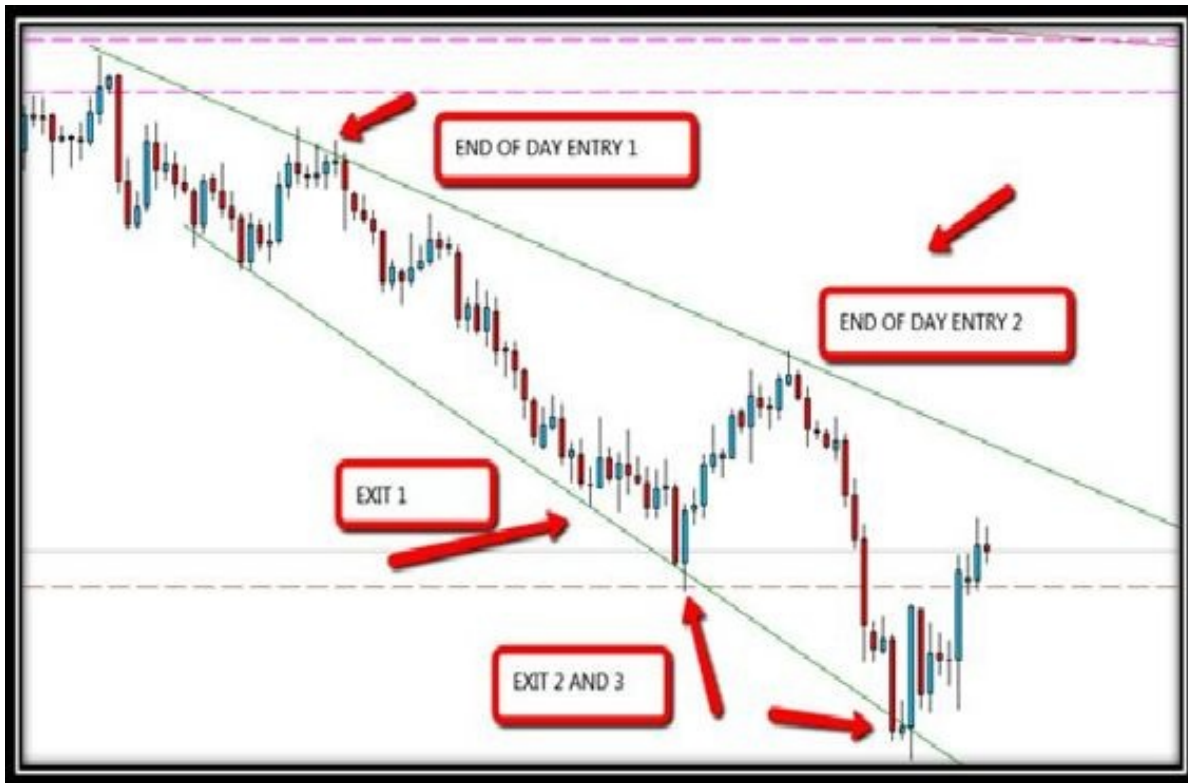 END OF DAY ENTRY 1
END OF DAY ENTRY 2
EXIT 1
EXIT 2 AND 3